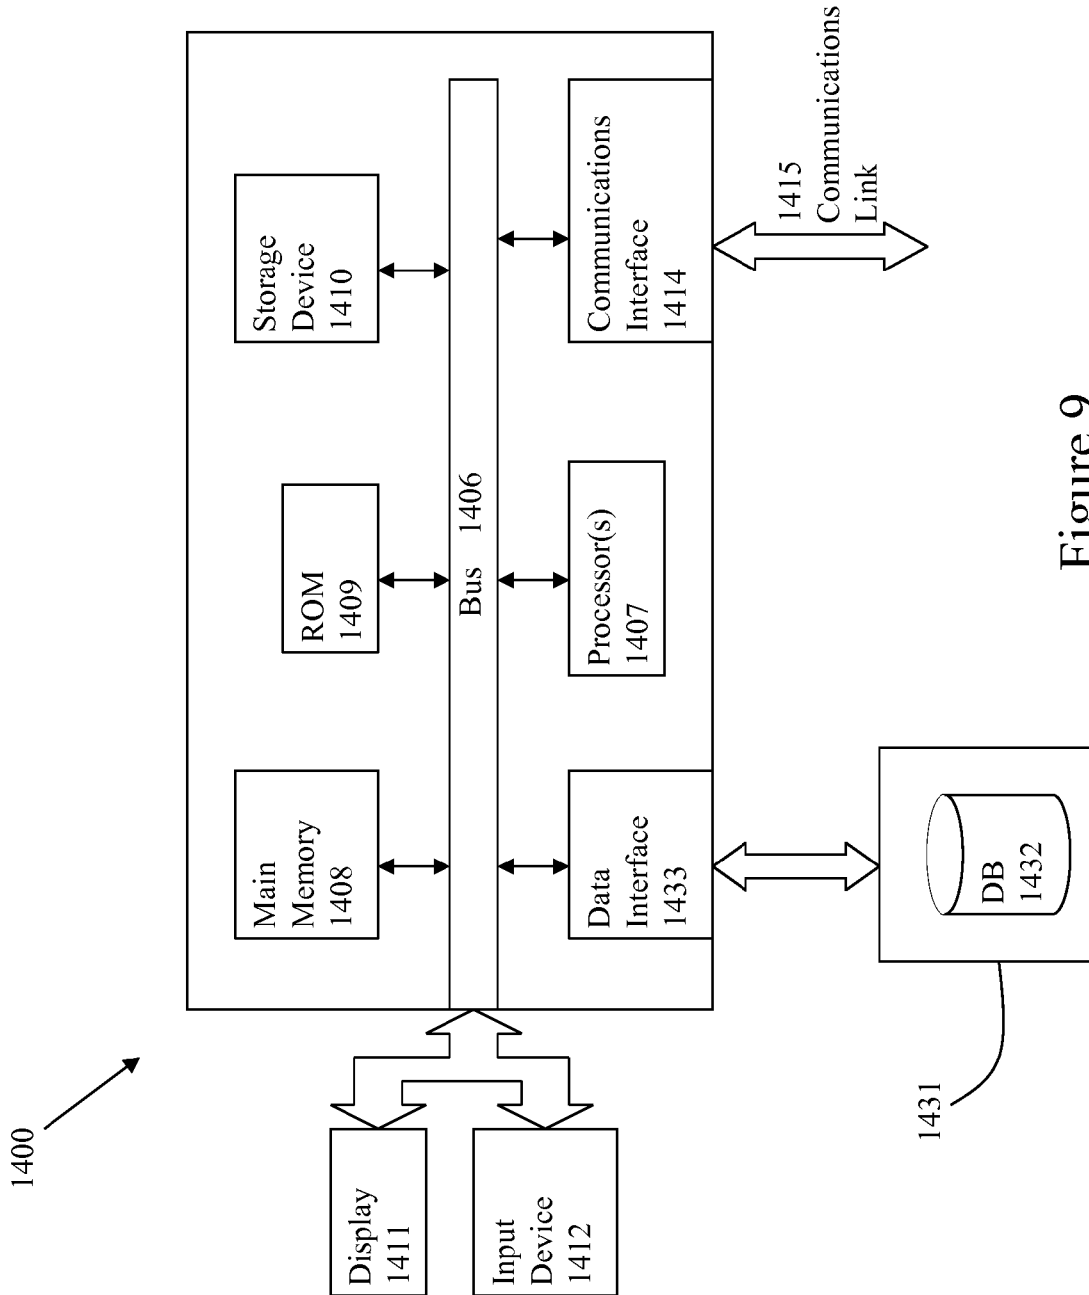 1400
Storage
Device
1410
ROM
1409
Main
Memory
1408
Bus 1406
Display
1411
Input
Device
1412
Data
Interface
1433
Processor(s)
1407
Communications
Interface
1414
1415
Communications
Link
1431
DB
1432
Figure 9